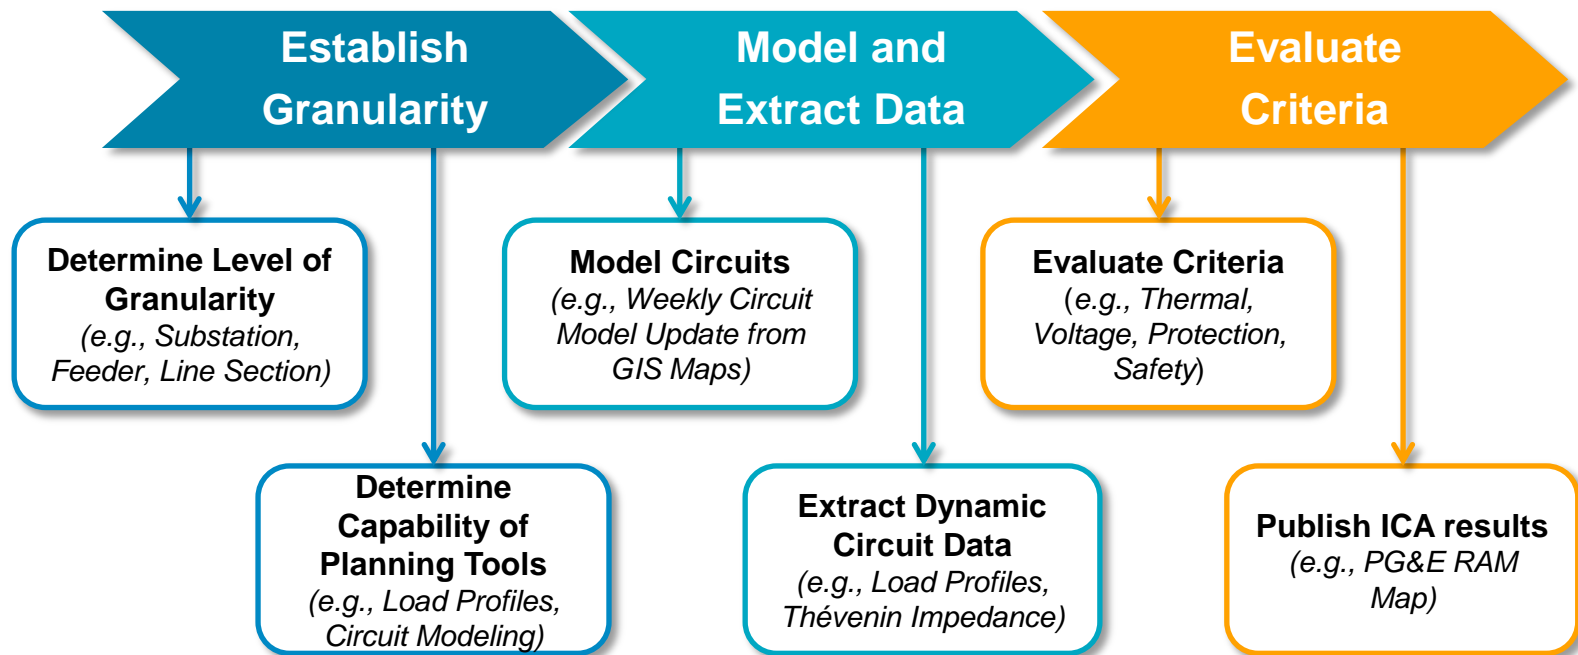 Establish
Granularity
Model and
Extract Data
Evaluate
Criteria
Determine Level of
Granularity
(e.g., Substation,
Feeder, Line Section)
Model Circuits
(e.g., Weekly Circuit
Model Update from
GIS Maps)
Evaluate Criteria
(e.g., Thermal,
Voltage, Protection,
Safety)
Determine
Capability of
Planning Tools
(e.g., Load Profiles,
Circuit Modeling)
Extract Dynamic
Circuit Data
(e.g., Load Profiles,
Thévenin Impedance)
Publish ICA results
(e.g., PG&E RAM
Map)